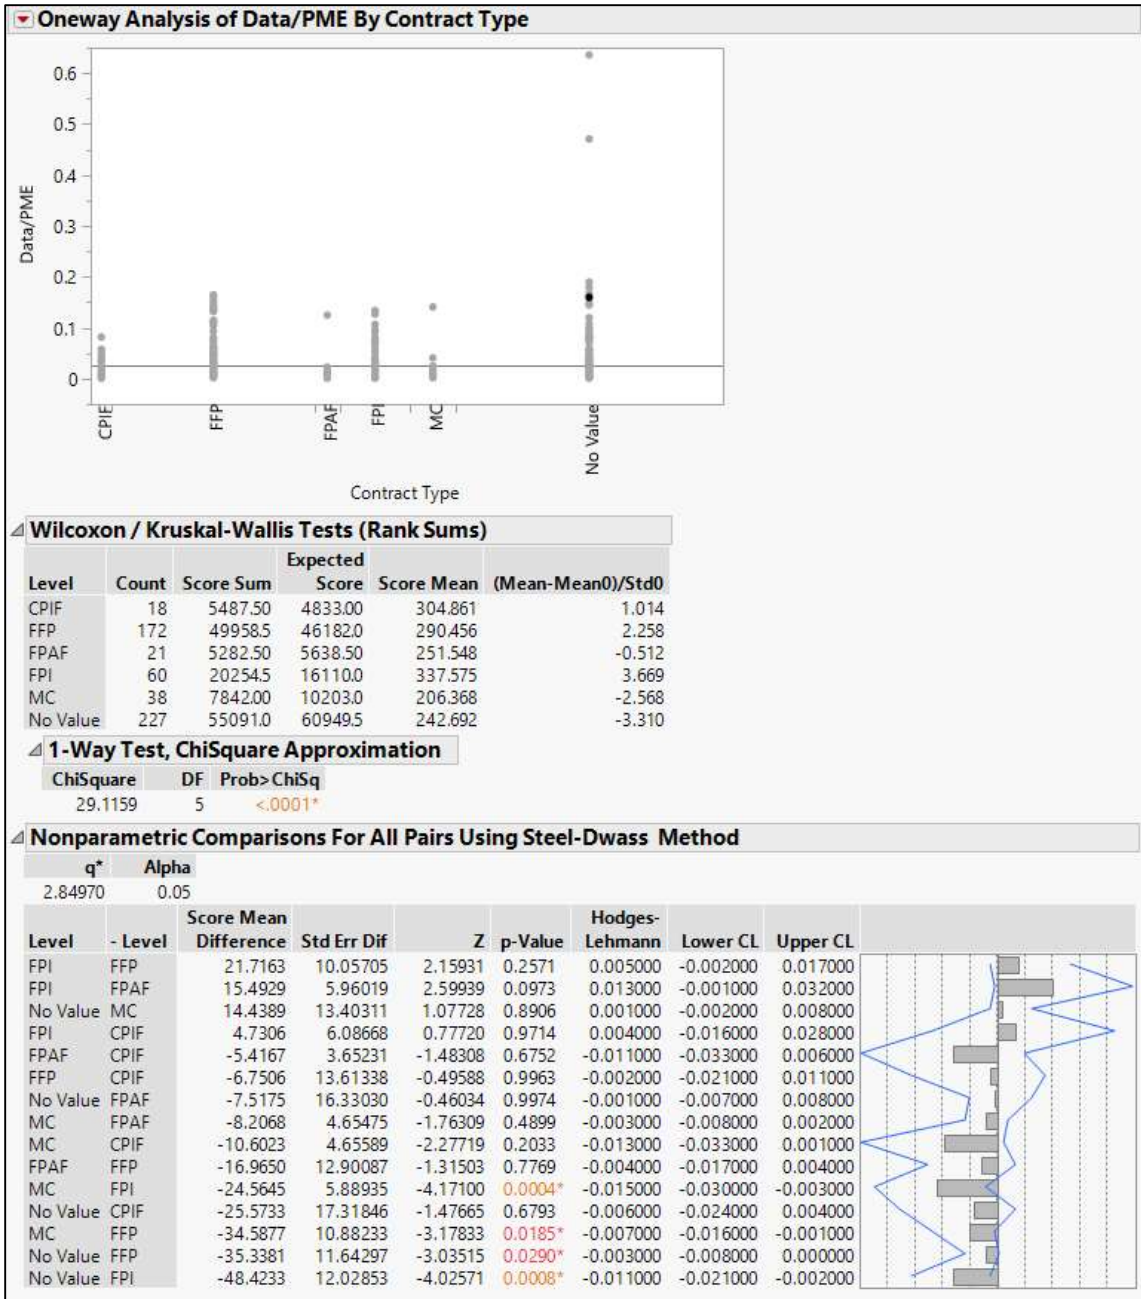 Oneway Analysis of Data/PME By Contract Type
0.6
0.5
0.4
0.3
0.2
0.1
0
Data/PME
CPIF
FFP
FPAF
FPI
MC
No Value
Contract Type
Wilcoxon / Kruskal-Wallis Tests (Rank Sums)
Expected
Level Count Score Sum Score Score Mean (Mean-Mean0)/Std0
CPIF 18 5487.50 4833.00 304.861 1.014
FFP 172 49958.5 46182.0 290.456 2.258
FPAF 21 5282.50 5638.50 251.548 -0.512
FPI 60 20254.5 16110.0 337.575 3.669
MC 38 7842.00 10203.0 206.368 -2.568
No Value 227 55091.0 60949.5 242.692 -3.310
1-Way Test, ChiSquare Approximation
ChiSquare DF Prob>ChiSq
29.1159 5 <.0001*
Nonparametric Comparisons For All Pairs Using Steel-Dwass Method
q* Alpha
2.84970 0.05
Score Mean Hodges-
Level - Level Difference Std Err Dif Z p-Value Lehmann Lower CL Upper CL
FPI FFP 21.7163 10.05705 2.15931 0.2571 0.005000 -0.002000 0.017000
FPI FPAF 15.4929 5.96019 2.59939 0.0973 0.013000 -0.001000 0.032000
No Value MC 14.4389 13.40311 1.07728 0.8906 0.001000 -0.002000 0.008000
FPI CPIF 4.7306 6.08668 0.77720 0.9714 0.004000 -0.016000 0.028000
FPAF CPIF -5.4167 3.65231 -1.48308 0.6752 -0.011000 -0.033000 0.006000
FFP CPIF -6.7506 13.61338 -0.49588 0.9963 -0.002000 -0.021000 0.011000
No Value FPAF -7.5175 16.33030 -0.46034 0.9974 -0.001000 -0.007000 0.008000
MC FPAF -8.2068 4.65475 -1.76309 0.4899 -0.003000 -0.008000 0.002000
MC CPIF -10.6023 4.65589 -2.27719 0.2033 -0.013000 -0.033000 0.001000
FPAF FFP -16.9650 12.90087 -1.31503 0.7769 -0.004000 -0.017000 0.004000
MC FPI -24.5645 5.88935 -4.17100 0.0004* -0.015000 -0.030000 -0.003000
No Value CPIF -25.5733 17.31846 -1.47665 0.6793 -0.006000 -0.024000 0.004000
MC FFP -34.5877 10.88233 -3.17833 0.0185* -0.007000 -0.016000 -0.001000
No Value FFP -35.3381 11.64297 -3.03515 0.0290* -0.003000 -0.008000 0.000000
No Value FPI -48.4233 12.02853 -4.02571 0.0008* -0.011000 -0.021000 -0.002000